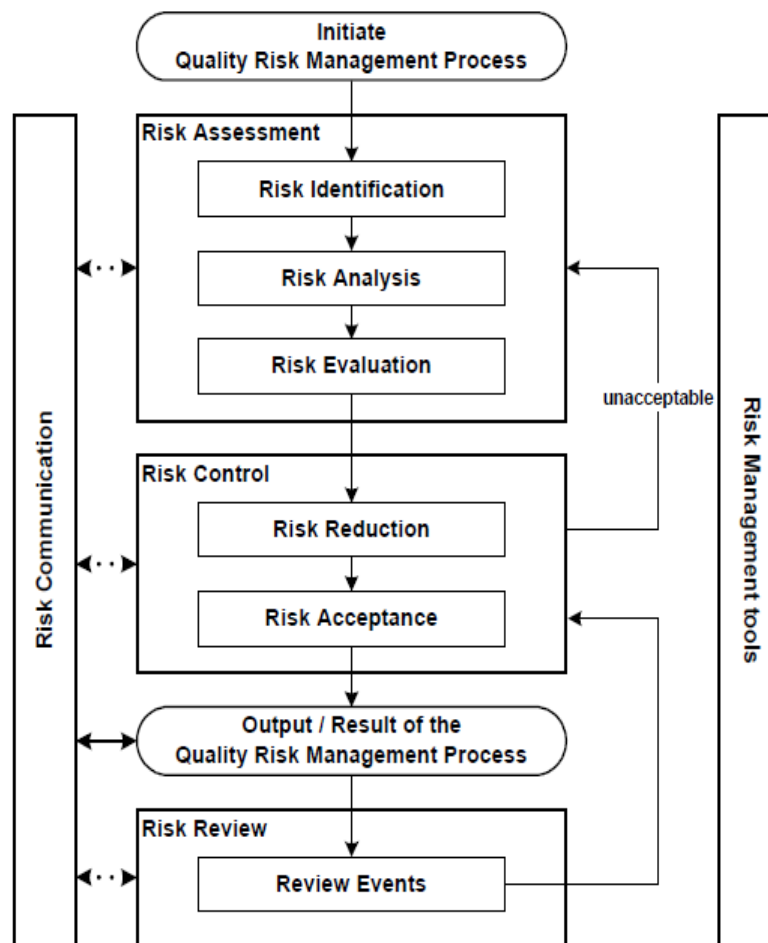 Initiate
Quality Risk Management Process
Risk Assessment
Risk Identification
Risk Analysis
Risk Evaluation
unacceptable
Risk Communication
Risk Management tools
Risk Control
Risk Reduction
Risk Acceptance
Output / Result of the
Quality Risk Management Process
Risk Review
Review Events